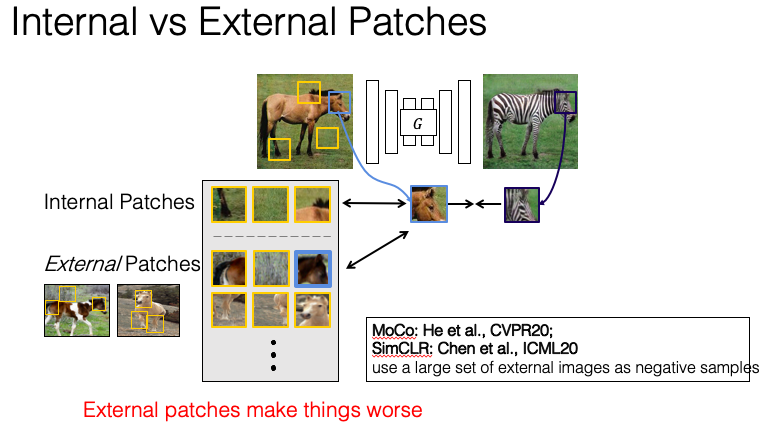 Internal vs External Patches
G
Internal Patches
External Patches
MoCo: He et al., CVPR20;
SimCLR: Chen et al., ICML20
use a large set of external images as negative samples
External patches make things worse